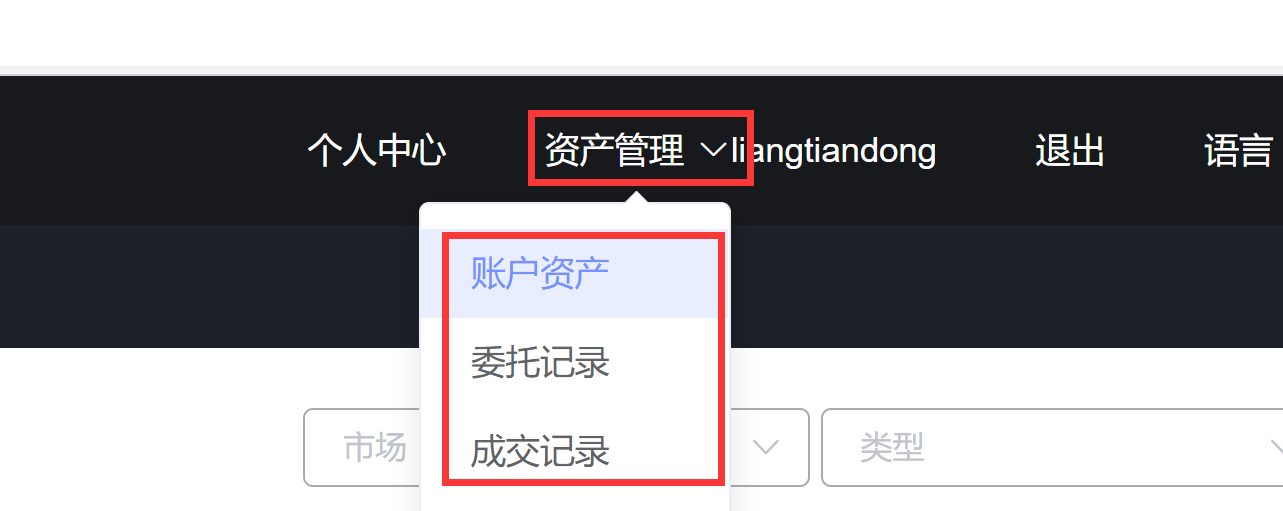 个人中心 资产管理 liangtiandong 退出 语言
账户资产
委托记录
市场 类型
成交记录